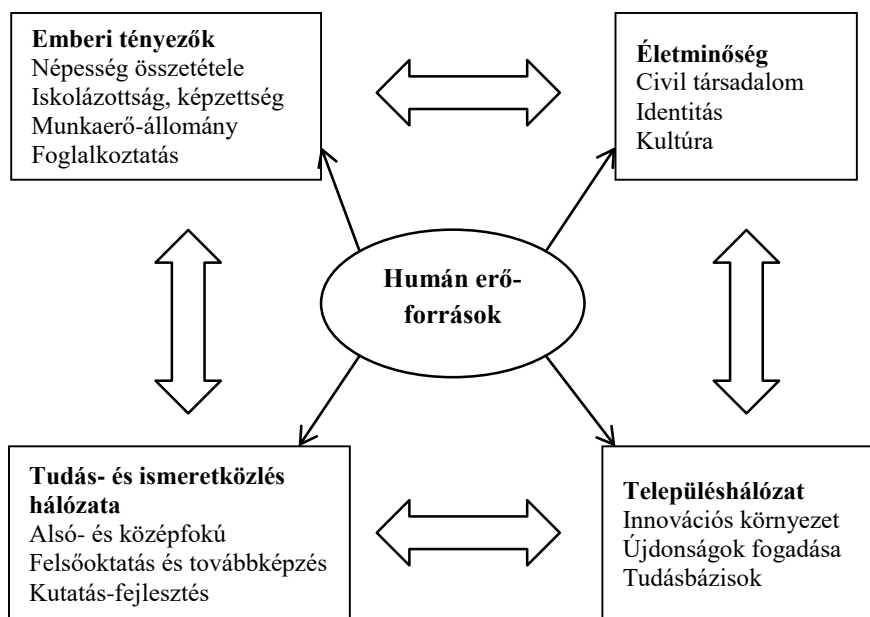 Emberi tényezők
Népesség összetétele
Iskolázottság, képzettség
Munkaerő-állomány
Foglalkoztatás
Életminőség
Civil társadalom
Identitás
Kultúra
Humán erő-
források
Tudás- és ismeretközlés
hálózata
Alsó- és középfokú
Felsőoktatás és továbbképzés
Kutatás-fejlesztés
Településhálózat
Innovációs környezet
Újdonságok fogadása
Tudásbázisok